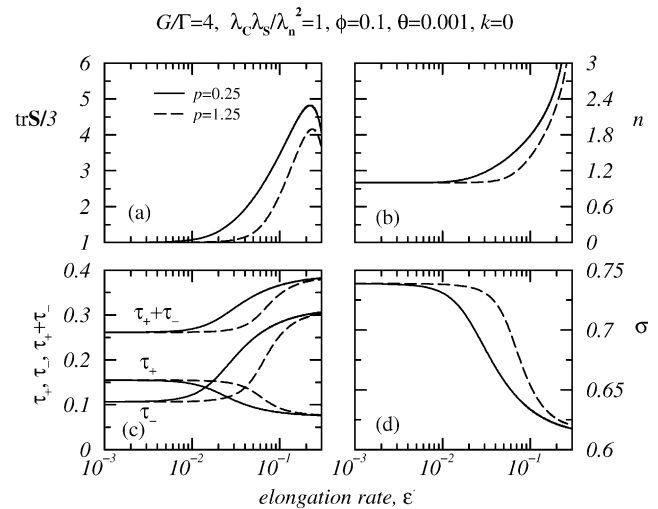 G/Γ=4, λ_C λ_S/λ_n²=1, ϕ=0.1, θ=0.001, k=0
trS/3
6
5
4
3
2
1
p=0.25
p=1.25
(a)
3
2.4
1.8
1.2
0.6
0
n
(b)
τ₊, τ₋, τ₊+τ₋
0.4
0.3
0.2
0.1
0
τ₊+τ₋
τ₊
τ₋
(c)
0.75
0.7
0.65
0.6
σ
(d)
10⁻³ 10⁻² 10⁻¹ 10⁻³ 10⁻² 10⁻¹
elongation rate, ε̇